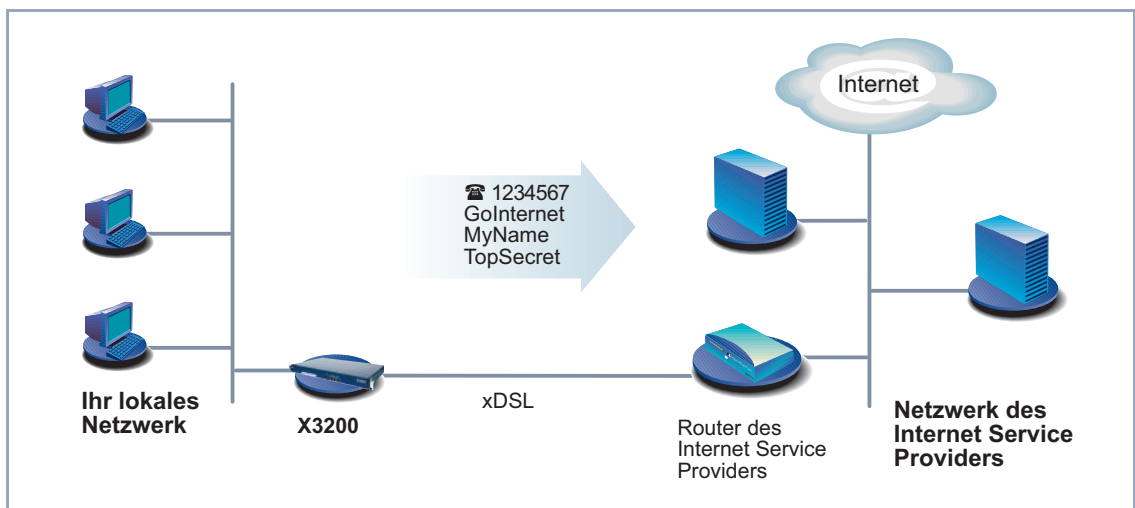 Internet
☎ 1234567
GoInternet
MyName
TopSecret
Ihr lokales
Netzwerk
X3200
xDSL
Router des
Internet Service
Providers
Netzwerk des
Internet Service
Providers